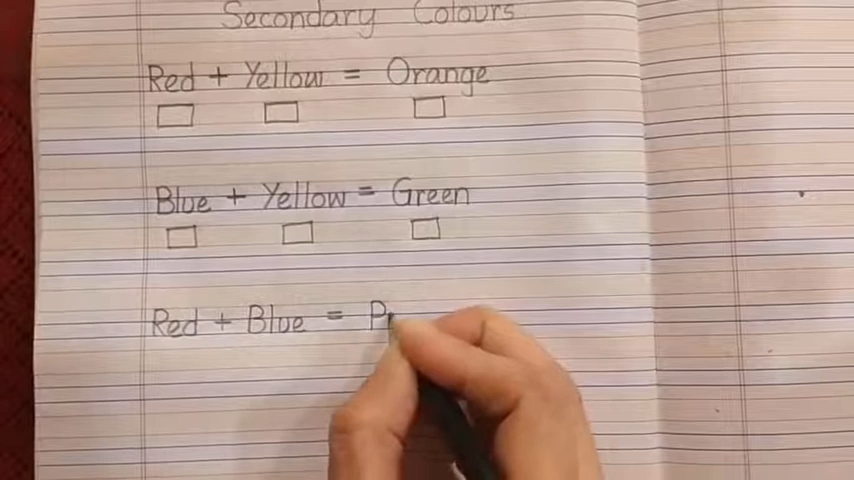 Secondary Colours
Red + Yellow = Orange
Blue + Yellow = Green
Red + Blue = P